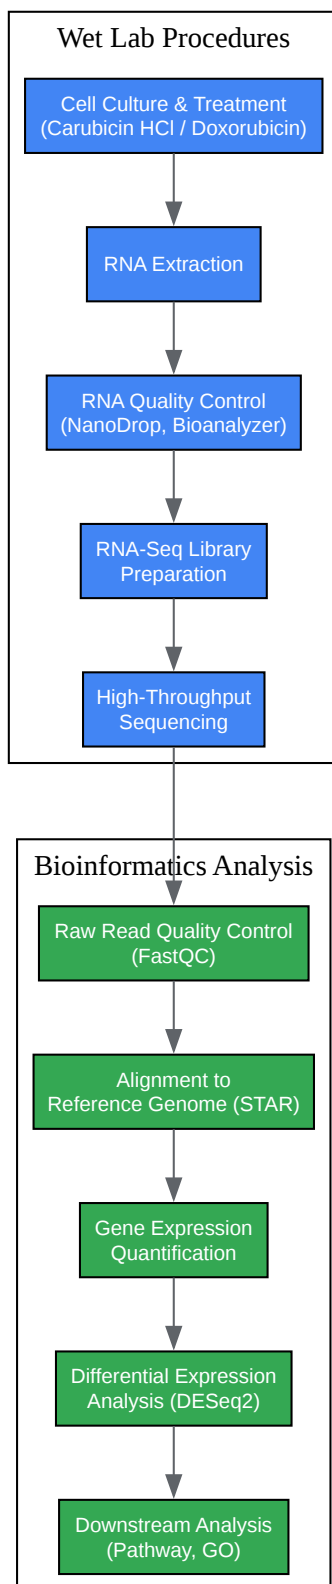 Wet Lab Procedures
Cell Culture & Treatment
(Carubicin HCl / Doxorubicin)
RNA Extraction
RNA Quality Control
(NanoDrop, Bioanalyzer)
RNA-Seq Library
Preparation
High-Throughput
Sequencing
Bioinformatics Analysis
Raw Read Quality Control
(FastQC)
Alignment to
Reference Genome (STAR)
Gene Expression
Quantification
Differential Expression
Analysis (DESeq2)
Downstream Analysis
(Pathway, GO)